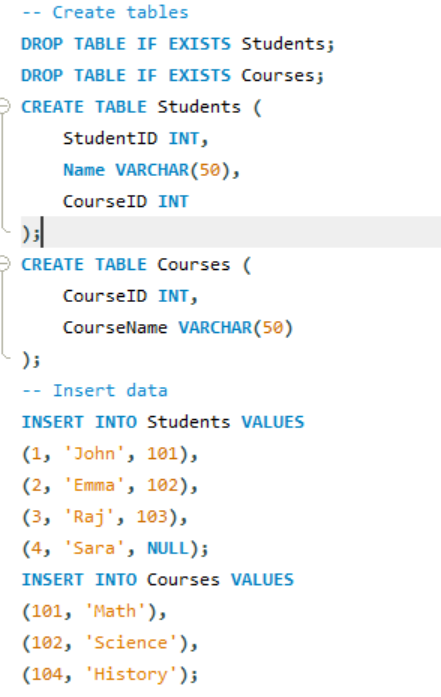 -- Create tables
DROP TABLE IF EXISTS Students;
DROP TABLE IF EXISTS Courses;
CREATE TABLE Students (
    StudentID INT,
    Name VARCHAR(50),
    CourseID INT
);
CREATE TABLE Courses (
    CourseID INT,
    CourseName VARCHAR(50)
);
-- Insert data
INSERT INTO Students VALUES
(1, 'John', 101),
(2, 'Emma', 102),
(3, 'Raj', 103),
(4, 'Sara', NULL);
INSERT INTO Courses VALUES
(101, 'Math'),
(102, 'Science'),
(104, 'History');